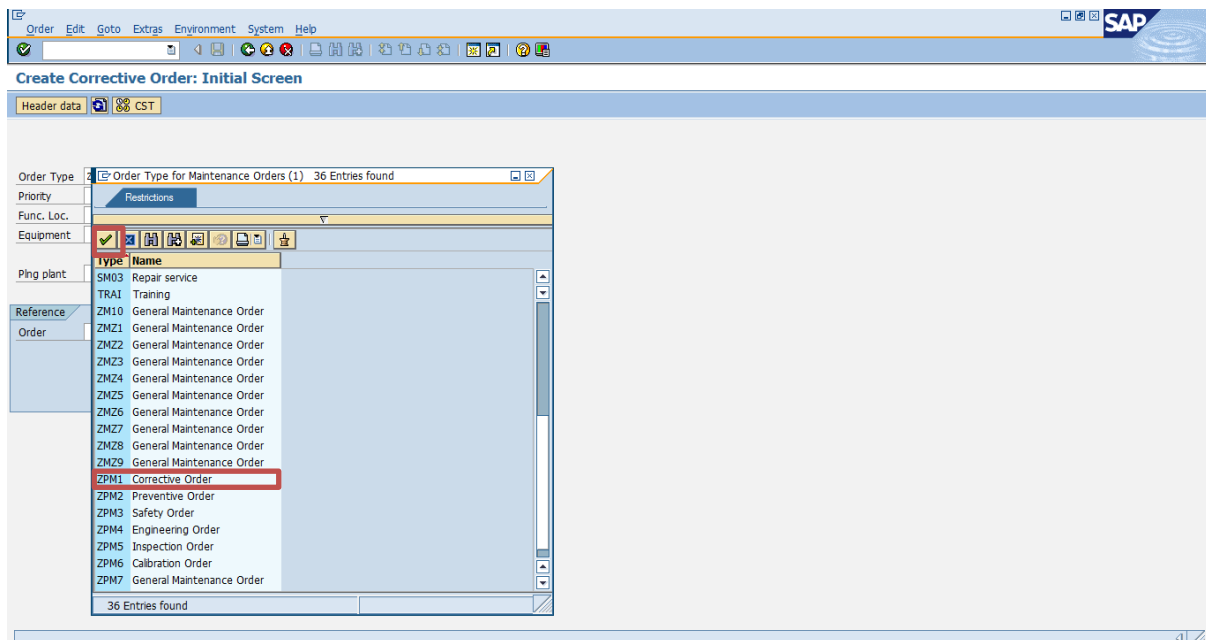 Order Edit Goto Extras Environment System Help
SAP
Create Corrective Order: Initial Screen
Header data CST
Order Type
Priority
Func. Loc.
Equipment
Plng plant
Reference
Order
Order Type for Maintenance Orders (1) 36 Entries found
Restrictions
Type Name
SM03 Repair service
TRAI Training
ZM10 General Maintenance Order
ZMZ1 General Maintenance Order
ZMZ2 General Maintenance Order
ZMZ3 General Maintenance Order
ZMZ4 General Maintenance Order
ZMZ5 General Maintenance Order
ZMZ6 General Maintenance Order
ZMZ7 General Maintenance Order
ZMZ8 General Maintenance Order
ZMZ9 General Maintenance Order
ZPM1 Corrective Order
ZPM2 Preventive Order
ZPM3 Safety Order
ZPM4 Engineering Order
ZPM5 Inspection Order
ZPM6 Calibration Order
ZPM7 General Maintenance Order
36 Entries found